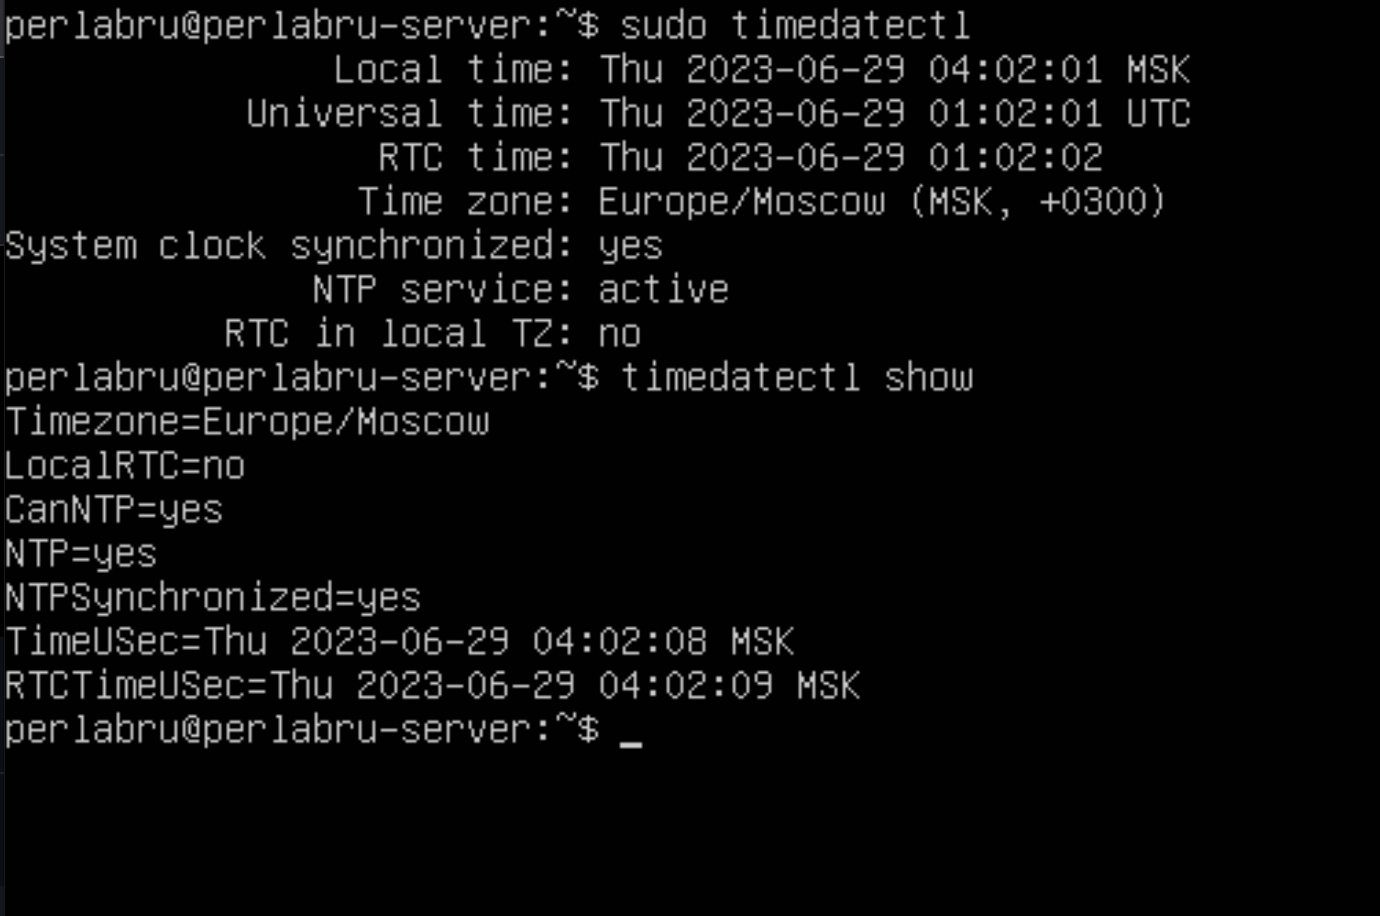 perlabru@perlabru-server:~$ sudo timedatectl
Local time: Thu 2023-06-29 04:02:01 MSK
Universal time: Thu 2023-06-29 01:02:01 UTC
RTC time: Thu 2023-06-29 01:02:02
Time zone: Europe/Moscow (MSK, +0300)
System clock synchronized: yes
NTP service: active
RTC in local TZ: no
perlabru@perlabru-server:~$ timedatectl show
Timezone=Europe/Moscow
LocalRTC=no
CanNTP=yes
NTP=yes
NTPSynchronized=yes
TimeUSec=Thu 2023-06-29 04:02:08 MSK
RTCTimeUSec=Thu 2023-06-29 04:02:09 MSK
perlabru@perlabru-server:~$ _